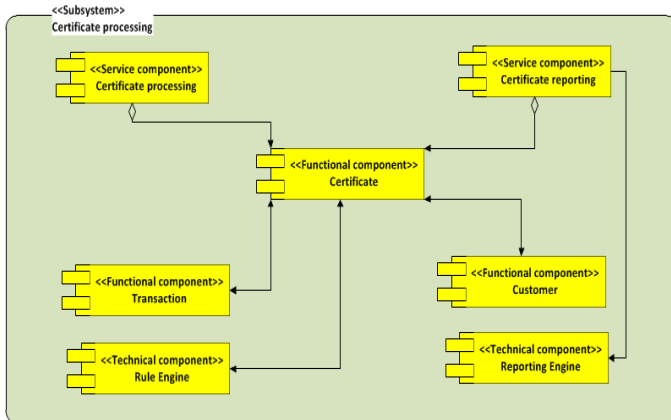 <<Subsystem>>
Certificate processing
<<Service component>>
Certificate processing
<<Service component>>
Certificate reporting
<<Functional component>>
Certificate
<<Functional component>>
Transaction
<<Functional component>>
Customer
<<Technical component>>
Rule Engine
<<Technical component>>
Reporting Engine